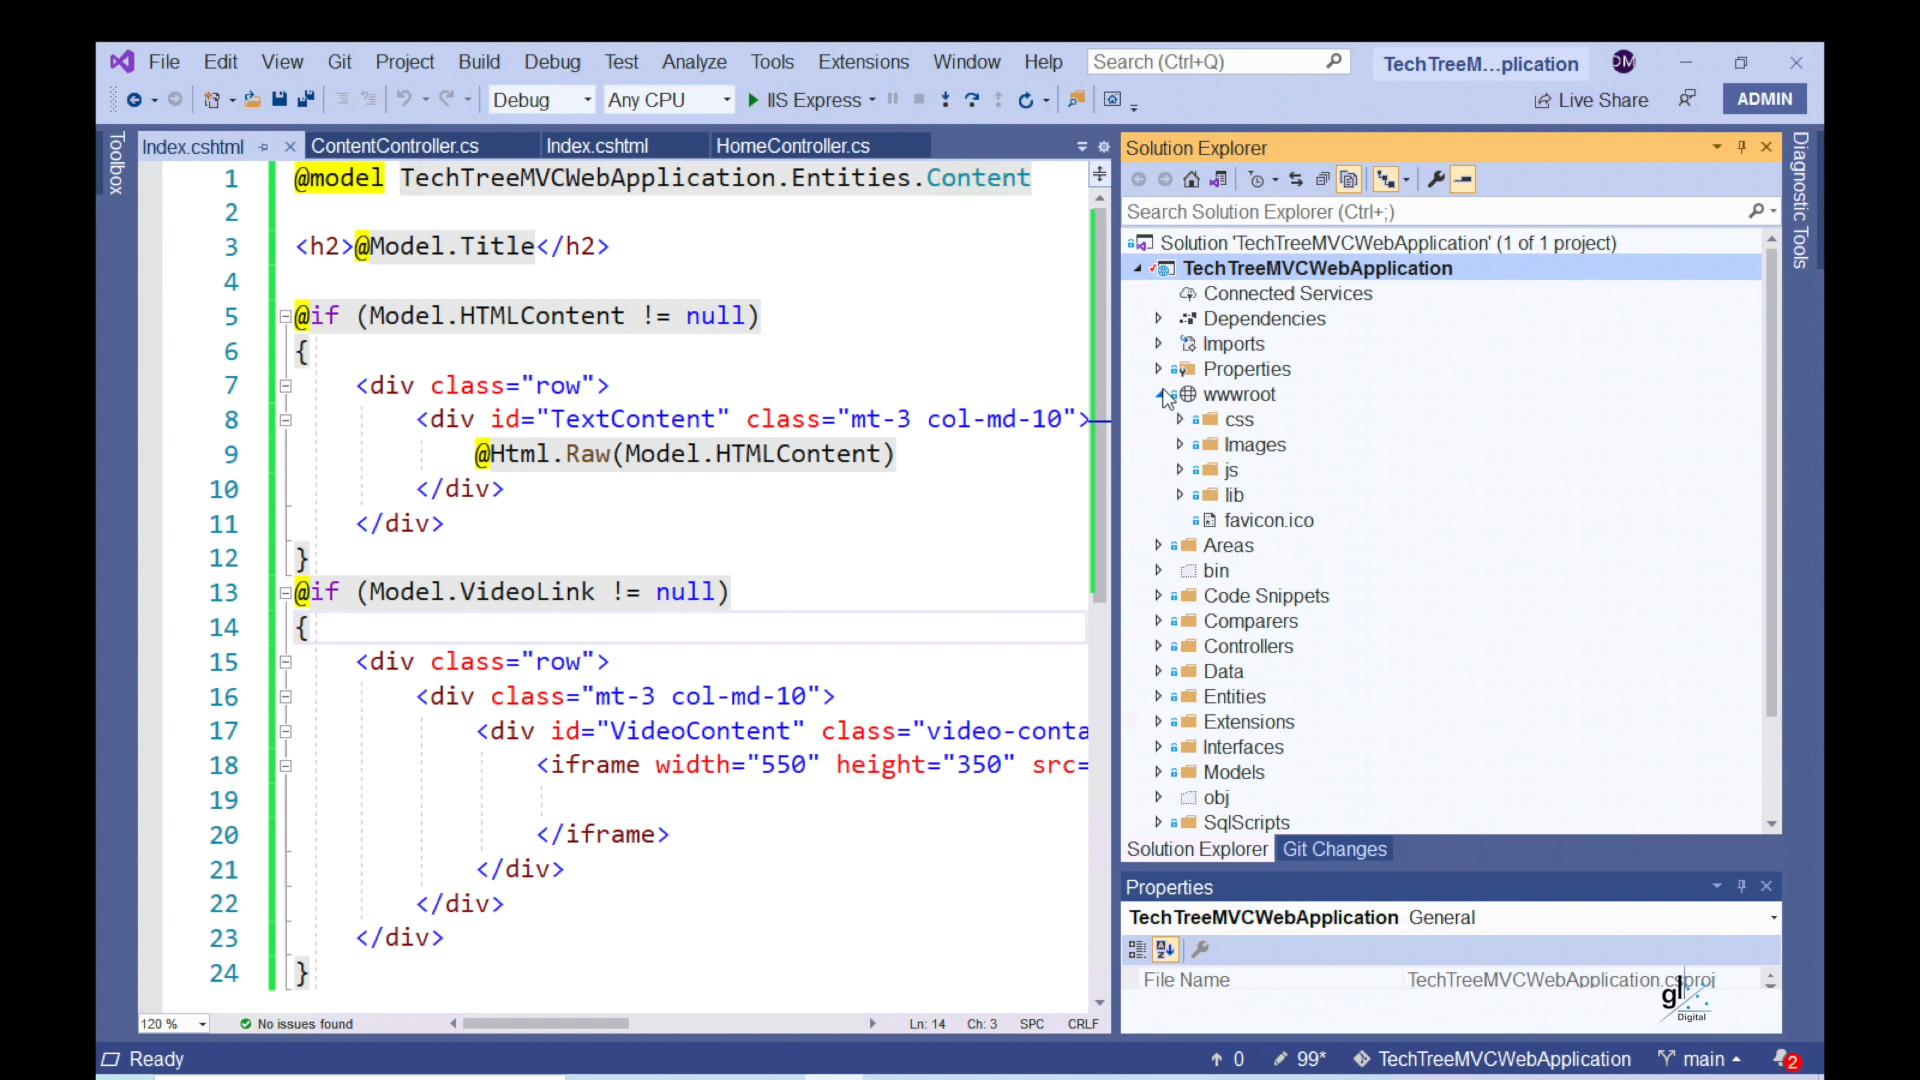 File Edit View Git Project Build Debug Test Analyze Tools Extensions Window Help Search (Ctrl+Q) TechTreeM...plication DM
Debug Any CPU IIS Express Live Share ADMIN
Toolbox
Index.cshtml ContentController.cs Index.cshtml HomeController.cs
1 @model TechTreeMVCWebApplication.Entities.Content
2
3 <h2>@Model.Title</h2>
4
5 @if (Model.HTMLContent != null)
6 {
7 <div class="row">
8 <div id="TextContent" class="mt-3 col-md-10">
9 @Html.Raw(Model.HTMLContent)
10 </div>
11 </div>
12 }
13 @if (Model.VideoLink != null)
14 {
15 <div class="row">
16 <div class="mt-3 col-md-10">
17 <div id="VideoContent" class="video-conta
18 <iframe width="550" height="350" src=
19
20 </iframe>
21 </div>
22 </div>
23 </div>
24 }
120 % No issues found Ln: 14 Ch: 3 SPC CRLF
Solution Explorer
Search Solution Explorer (Ctrl+;)
Solution 'TechTreeMVCWebApplication' (1 of 1 project)
TechTreeMVCWebApplication
Connected Services
Dependencies
Imports
Properties
wwwroot
css
Images
js
lib
favicon.ico
Areas
bin
Code Snippets
Comparers
Controllers
Data
Entities
Extensions
Interfaces
Models
obj
SqlScripts
Solution Explorer Git Changes
Properties
TechTreeMVCWebApplication General
File Name TechTreeMVCWebApplication.csproj
gl
Digital
Diagnostic Tools
Ready 0 99* TechTreeMVCWebApplication main 2